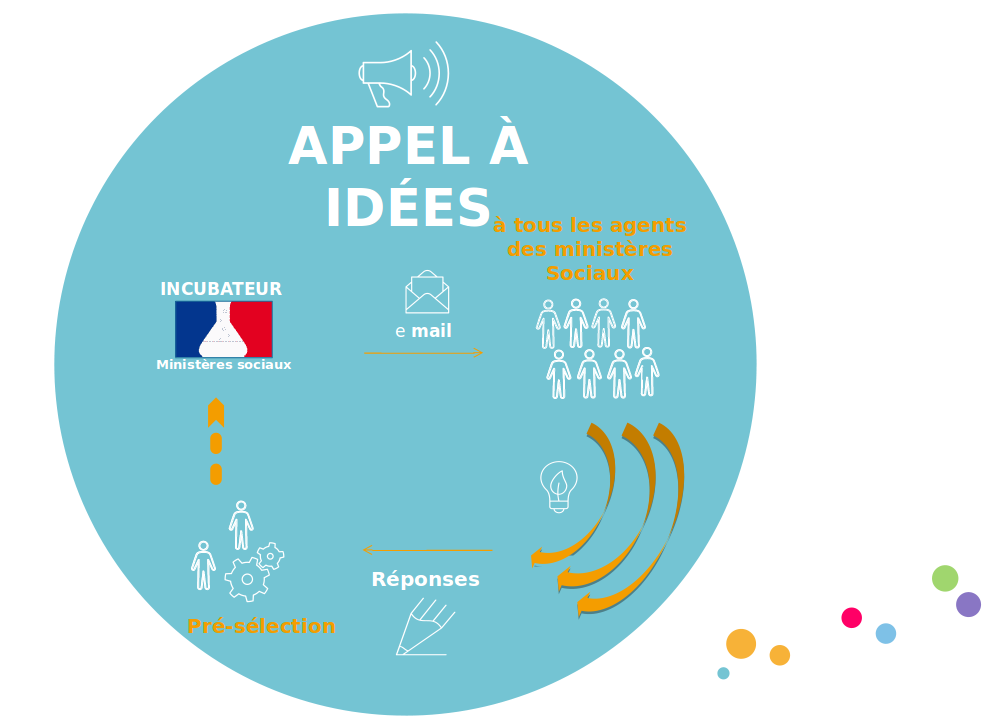 APPEL À
IDÉES
à tous les agents
des ministères
Sociaux
INCUBATEUR
Ministères sociaux
e mail
Réponses
Pré-sélection